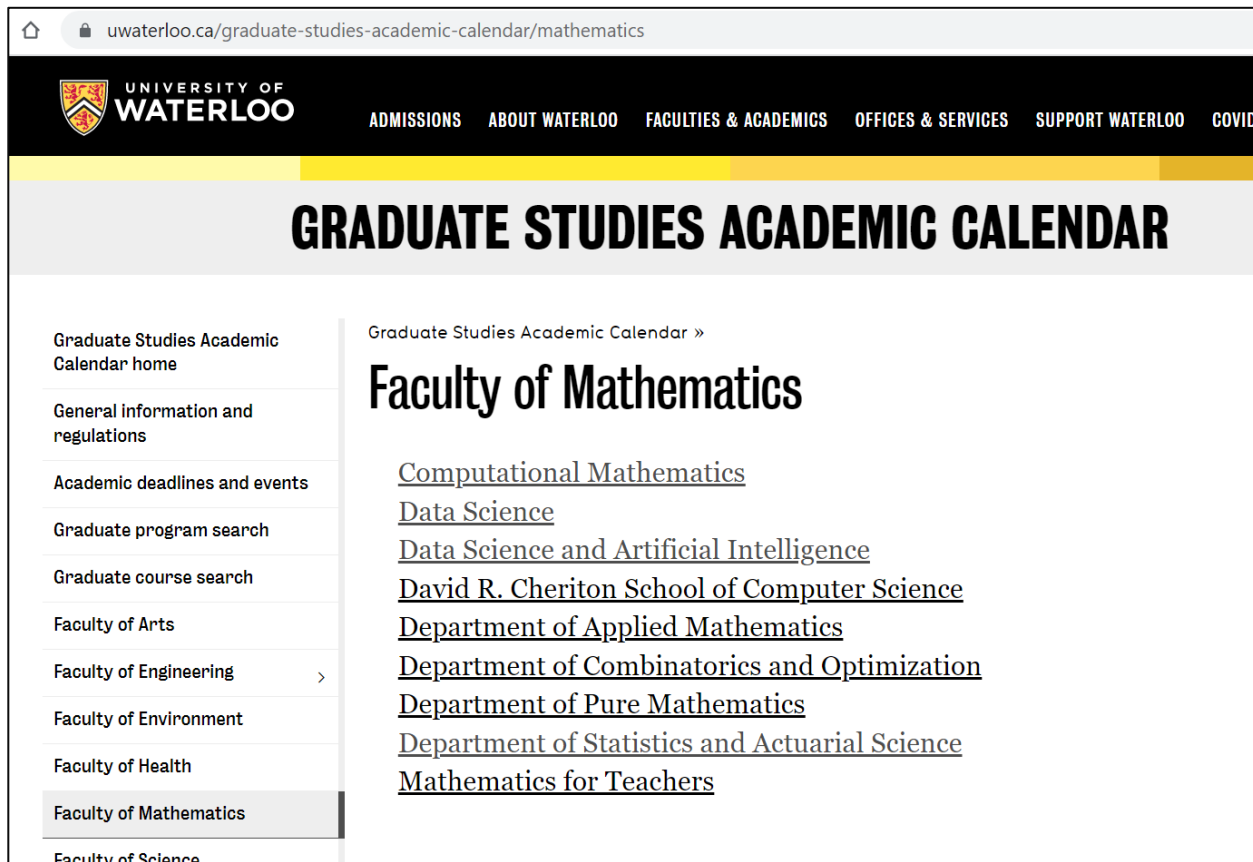 uwaterloo.ca/graduate-studies-academic-calendar/mathematics
UNIVERSITY OF
WATERLOO
ADMISSIONS ABOUT WATERLOO FACULTIES & ACADEMICS OFFICES & SERVICES SUPPORT WATERLOO COVID
GRADUATE STUDIES ACADEMIC CALENDAR
Graduate Studies Academic
Calendar home
General information and
regulations
Academic deadlines and events
Graduate program search
Graduate course search
Faculty of Arts
Faculty of Engineering
Faculty of Environment
Faculty of Health
Faculty of Mathematics
Faculty of Science
Graduate Studies Academic Calendar »
Faculty of Mathematics
Computational Mathematics
Data Science
Data Science and Artificial Intelligence
David R. Cheriton School of Computer Science
Department of Applied Mathematics
Department of Combinatorics and Optimization
Department of Pure Mathematics
Department of Statistics and Actuarial Science
Mathematics for Teachers